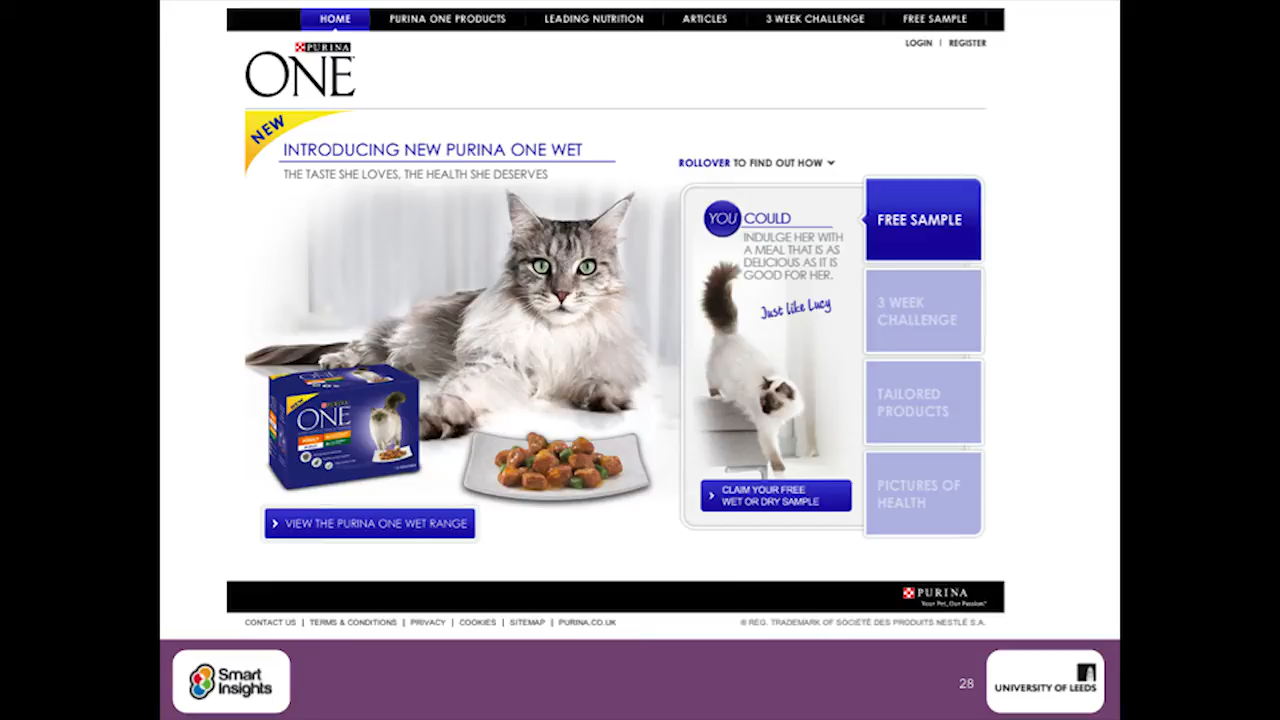 HOME PURINA ONE PRODUCTS LEADING NUTRITION ARTICLES 3 WEEK CHALLENGE FREE SAMPLE
LOGIN | REGISTER
PURINA
ONE
NEW
INTRODUCING NEW PURINA ONE WET
THE TASTE SHE LOVES, THE HEALTH SHE DESERVES
ROLLOVER TO FIND OUT HOW
YOU COULD
INDULGE HER WITH
A MEAL THAT IS AS
DELICIOUS AS IT IS
GOOD FOR HER.
Just like Lucy
CLAIM YOUR FREE
WET OR DRY SAMPLE
FREE SAMPLE
3 WEEK
CHALLENGE
TAILORED
PRODUCTS
PICTURES OF
HEALTH
NEW
PURINA
ONE
ADULT
VIEW THE PURINA ONE WET RANGE
PURINA
Your Pet, Our Passion.
CONTACT US | TERMS & CONDITIONS | PRIVACY | COOKIES | SITEMAP | PURINA.CO.UK
® REG. TRADEMARK OF SOCIÉTÉ DES PRODUITS NESTLÉ S.A.
Smart
Insights
28
UNIVERSITY OF LEEDS